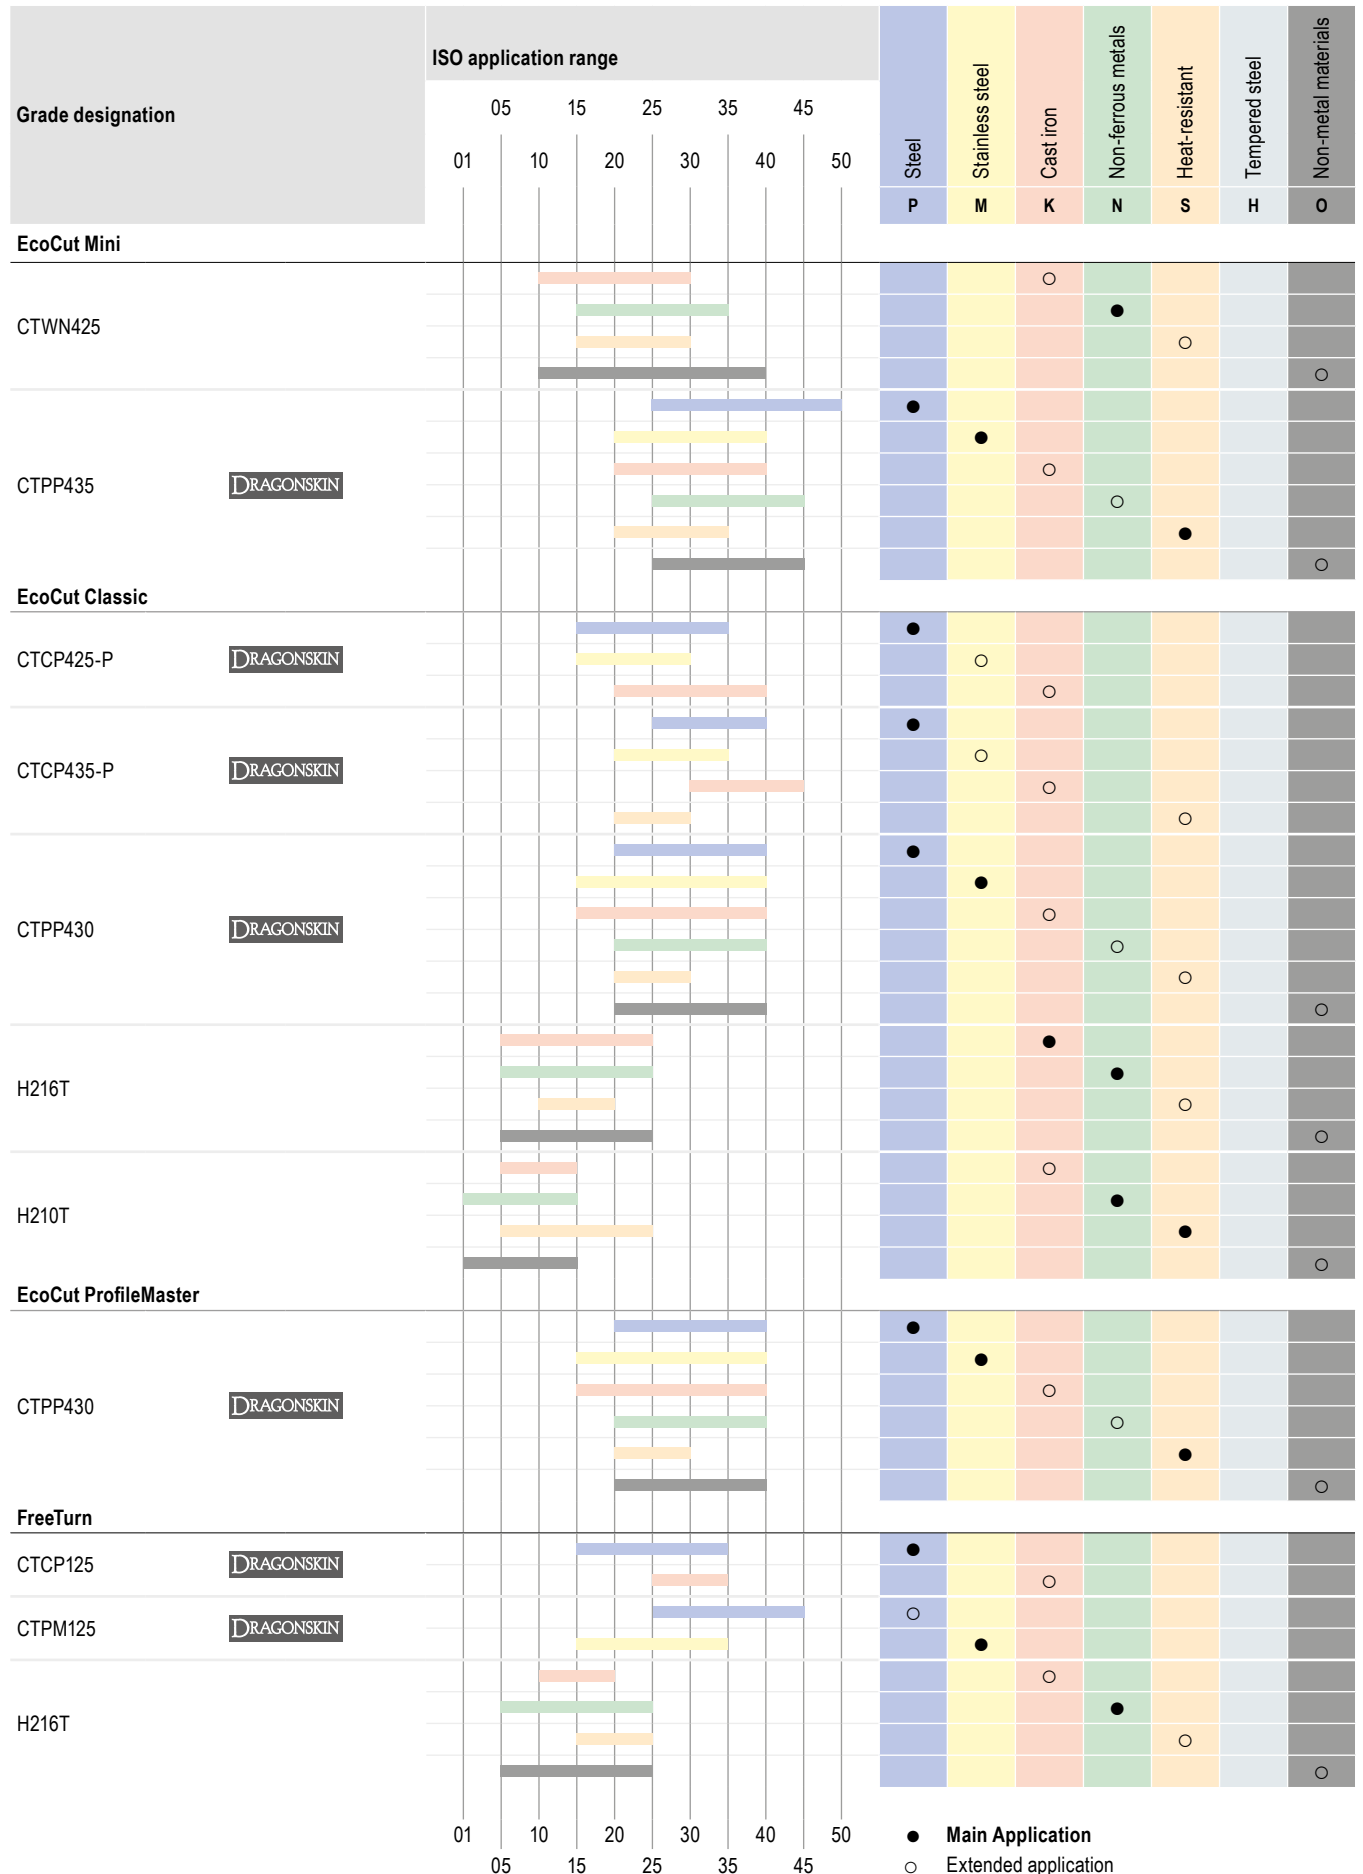 Grade designation
ISO application range
05 15 25 35 45
01 10 20 30 40 50
Steel
Stainless steel
Cast iron
Non-ferrous metals
Heat-resistant
Tempered steel
Non-metal materials
P M K N S H O
EcoCut Mini
CTWN425
CTPP435 DRAGONSKIN
EcoCut Classic
CTCP425-P DRAGONSKIN
CTCP435-P DRAGONSKIN
CTPP430 DRAGONSKIN
H216T
H210T
EcoCut ProfileMaster
CTPP430 DRAGONSKIN
FreeTurn
CTCP125 DRAGONSKIN
CTPM125 DRAGONSKIN
H216T
01 10 20 30 40 50
05 15 25 35 45
● Main Application
○ Extended application